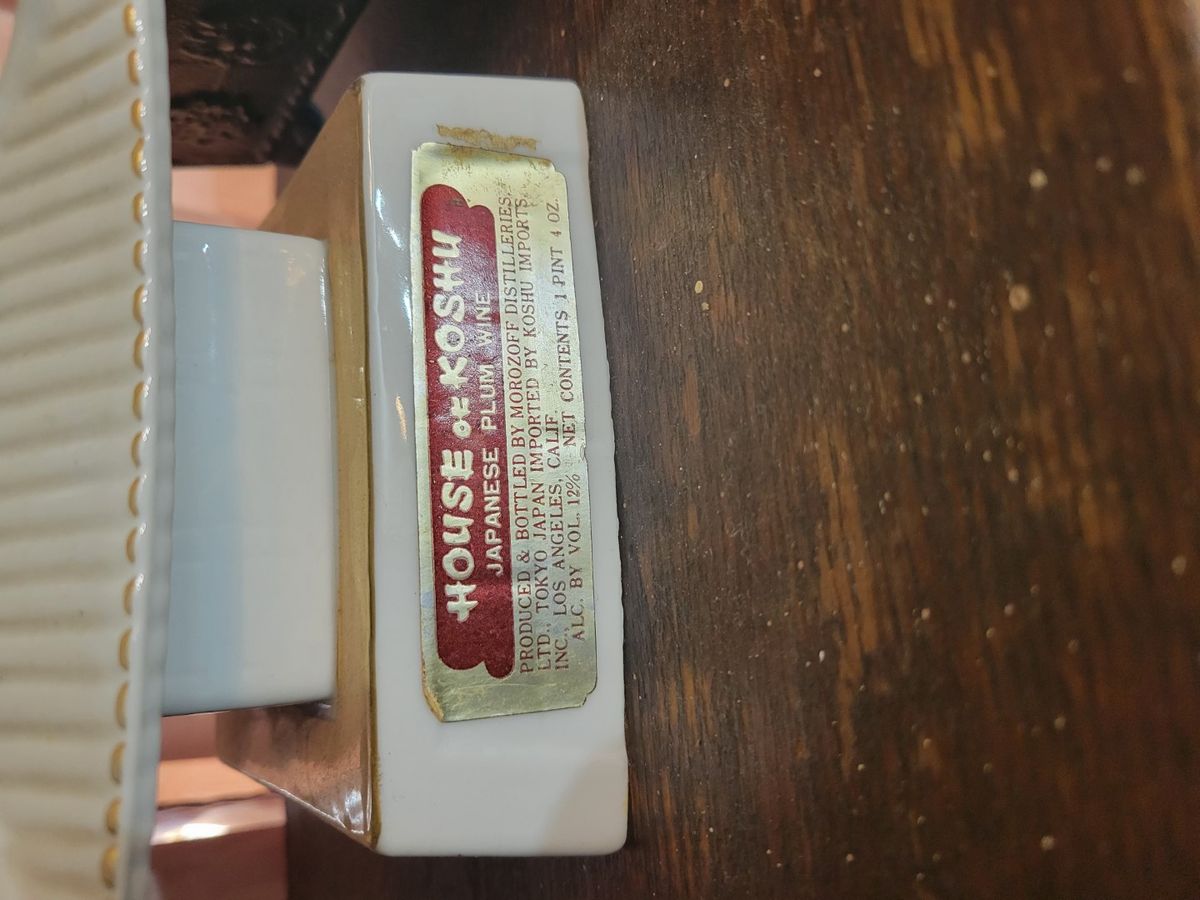 HOUSE OF KOSHU
JAPANESE PLUM WINE
PRODUCED & BOTTLED BY MOROZOFF DISTILLERIES,
LTD., TOKYO JAPAN IMPORTED BY KOSHU IMPORTS,
INC., LOS ANGELES, CALIF
ALC. BY VOL. 12% NET CONTENTS 1 PINT 4 OZ.